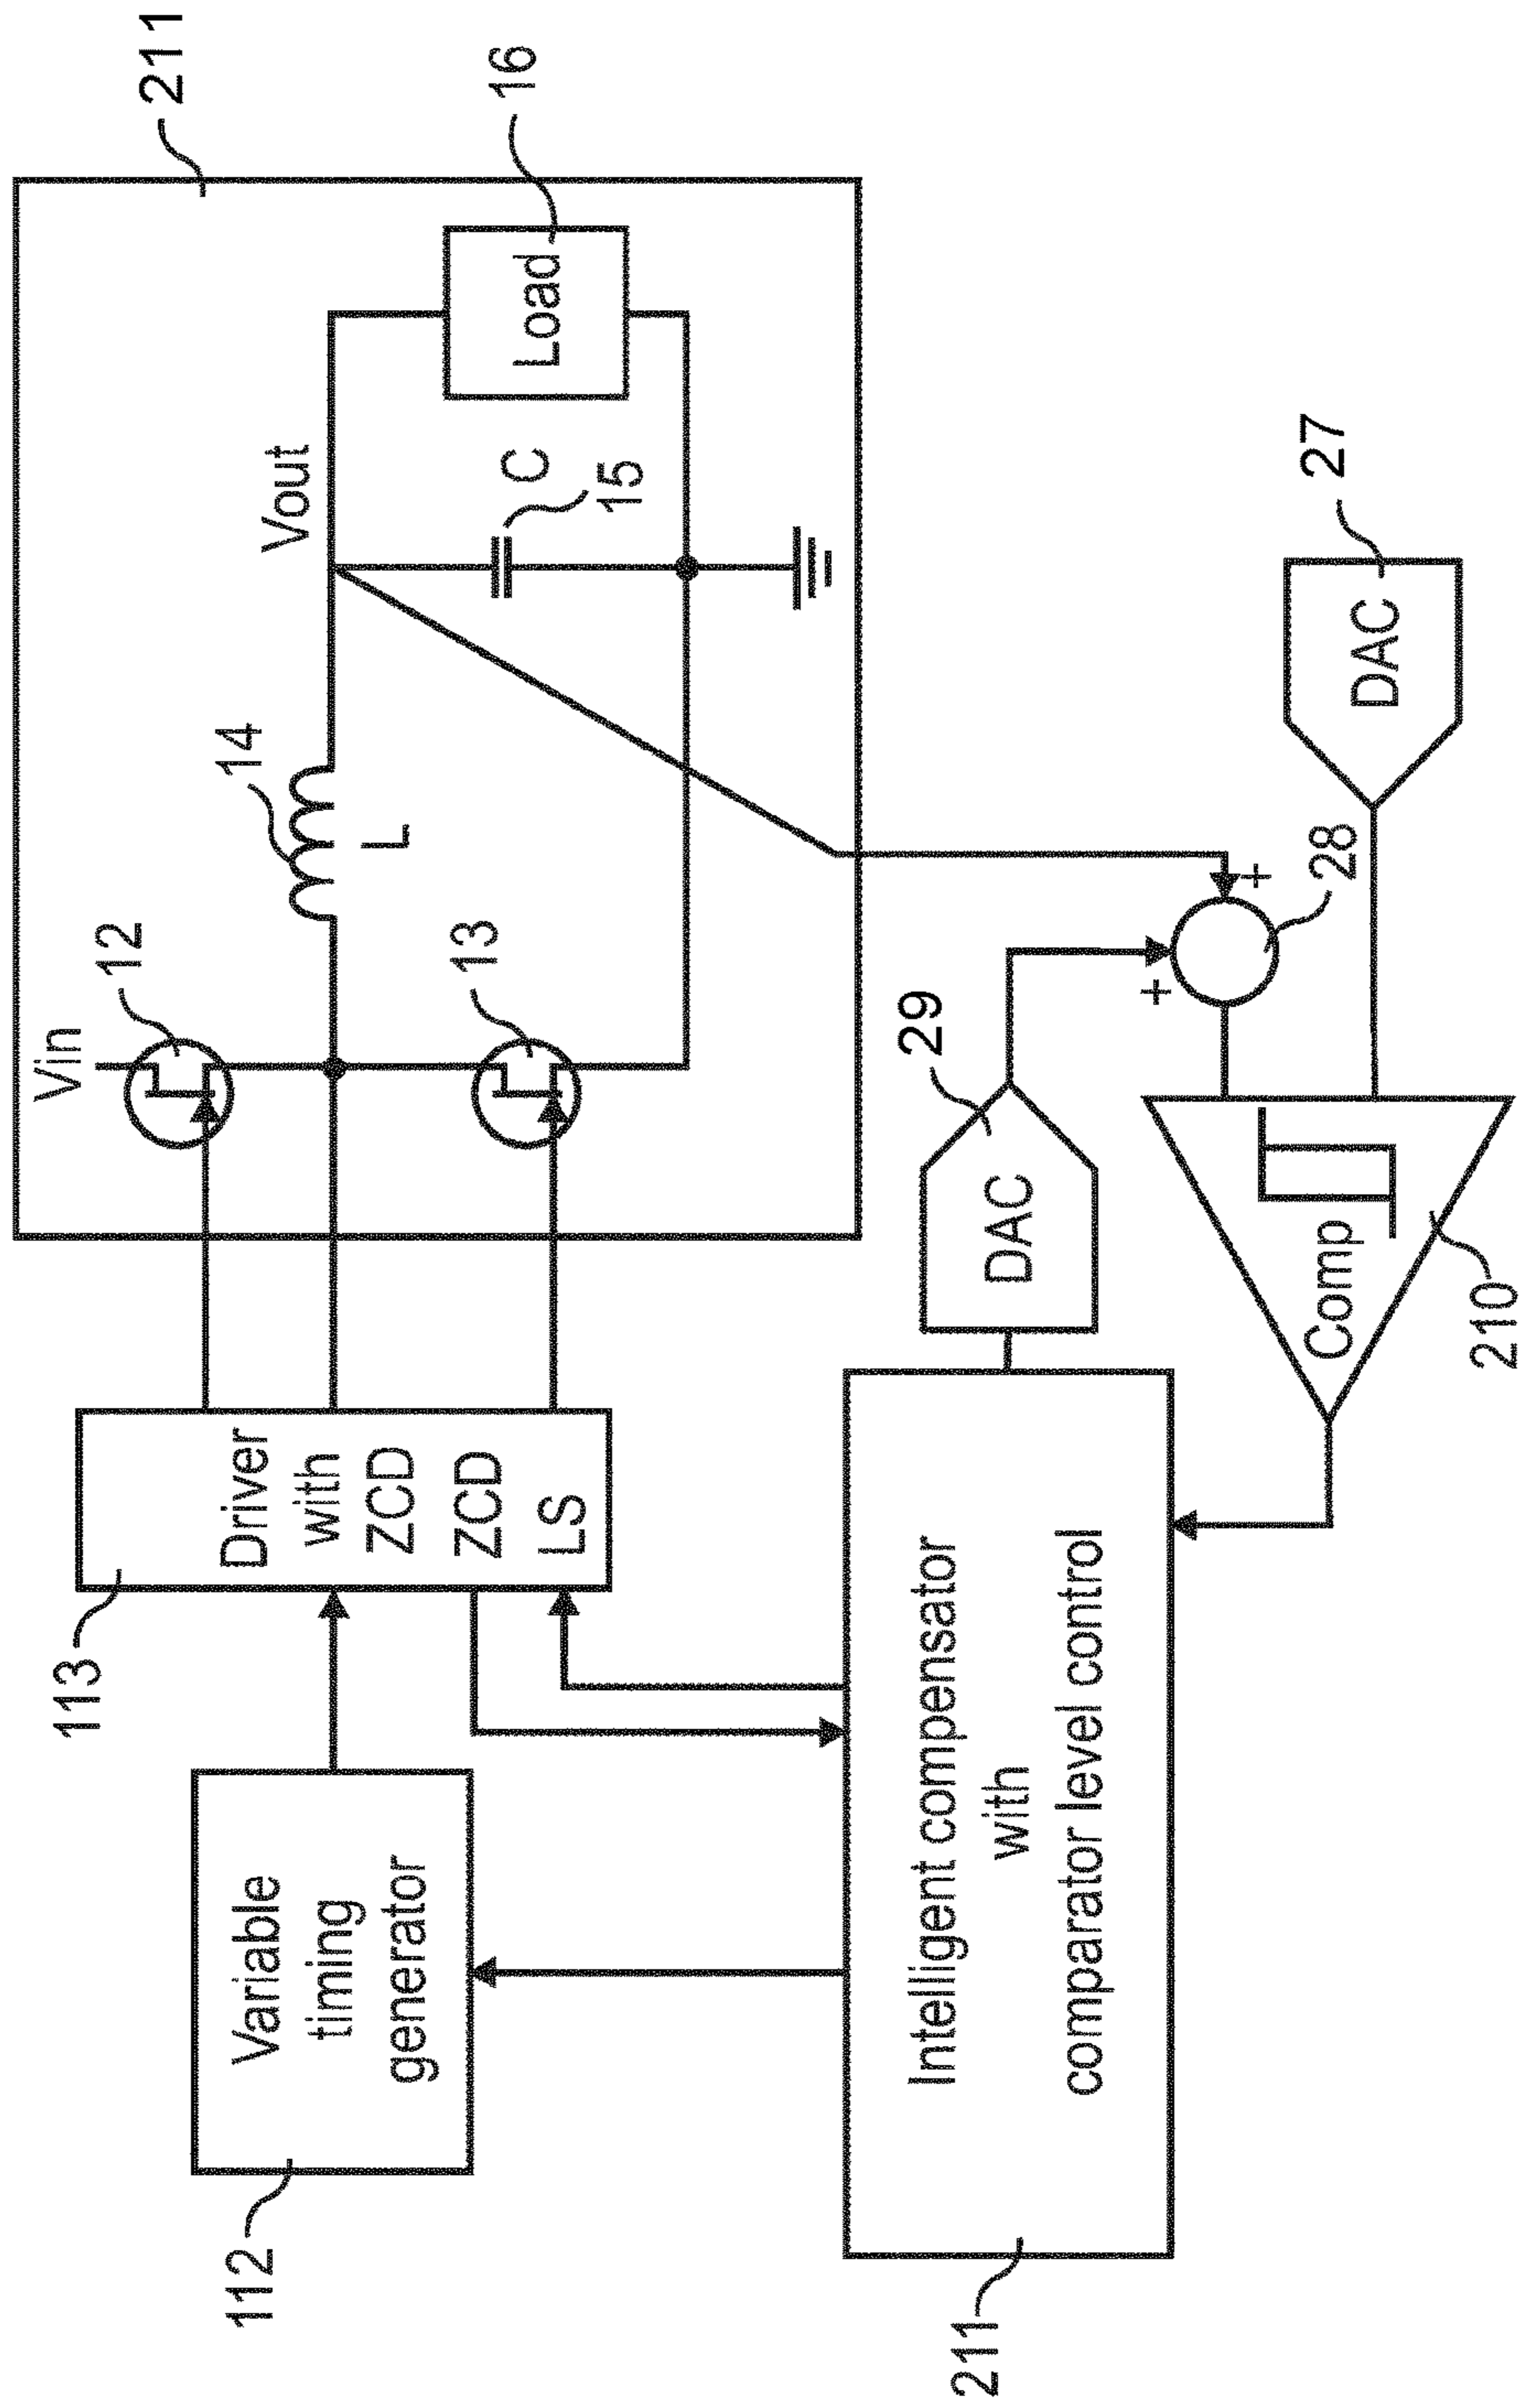 Vin
113
12
211
Variable
timing
generator
112
Driver
with
ZCD
ZCD
LS
14
L
Vout
13
C
15
Load
16
211
Intelligent compensator
with
comparator level control
DAC
29
+
+
28
Comp
210
DAC
27